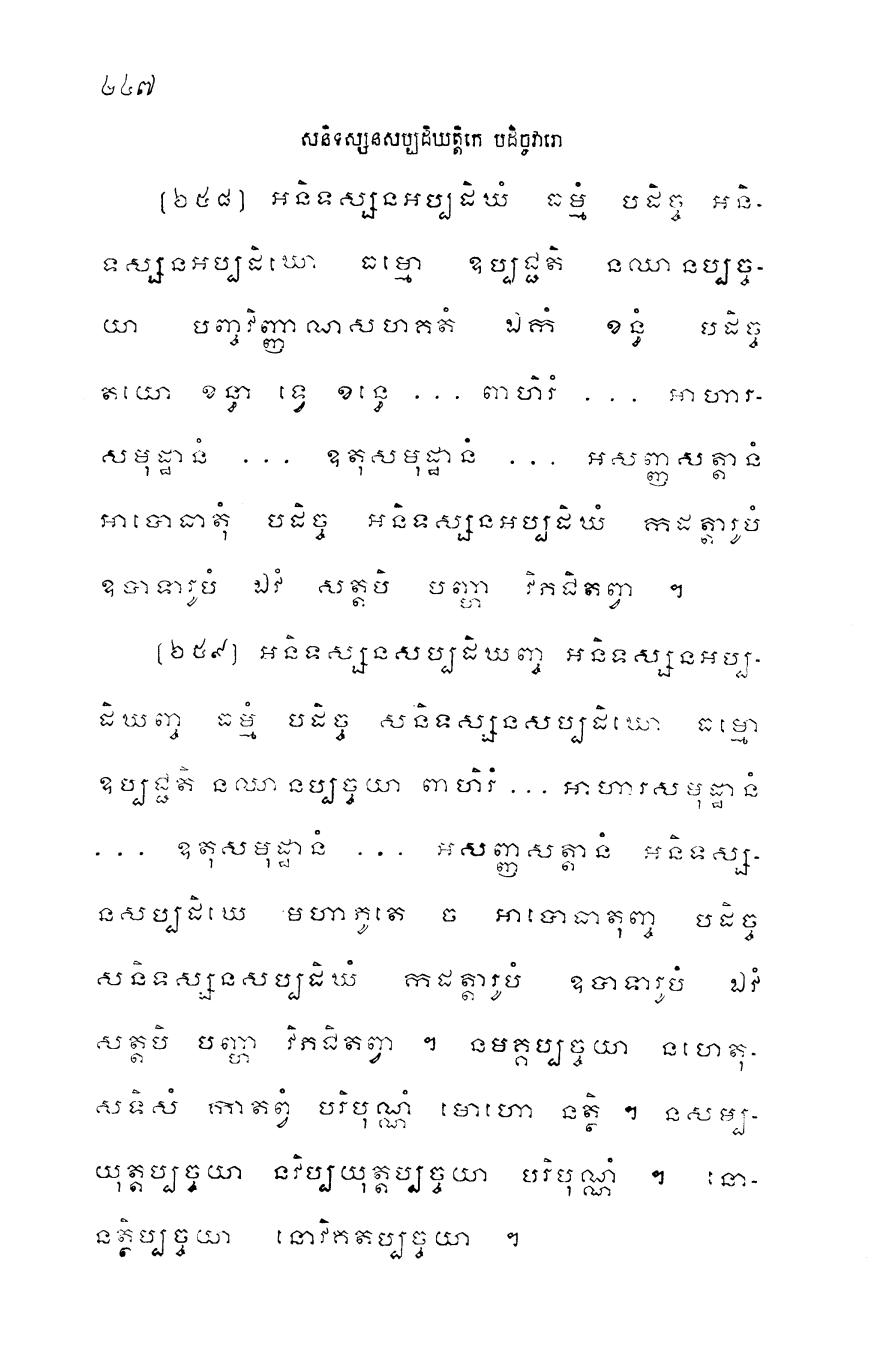 ៤៤៧
សនិទស្សនសប្បដិឃត្តិកេ បដិច្ចវារោ
(៦៥៨) អនិទស្សនអប្បដិឃំ ធម្មំ បដិច្ច អនិ-
ទស្សនអប្បដិឃោ ធម្មោ ឧប្បជ្ជតិ នឈានប្បច្ច-
យា បញ្ចវិញ្ញាណសហគតំ ឯកំ ខន្ធំ បដិច្ច
តយោ ខន្ធា ទ្វេ ខន្ធេ ... ពាហិរំ ... អាហារ-
សមុដ្ឋានំ ... ឧតុសមុដ្ឋានំ ... អសញ្ញសត្តានំ
អាបោធាតុំ បដិច្ច អនិទស្សនអប្បដិឃំ កដត្តារូបំ
ឧបាទារូបំ ឯវំ សត្តបិ បញ្ហា វិភជិតព្វា ។
(៦៥៩) អនិទស្សនសប្បដិឃញ្ច អនិទស្សនអប្ប-
ដិឃញ្ច ធម្មំ បដិច្ច សនិទស្សនសប្បដិឃោ ធម្មោ
ឧប្បជ្ជតិ នឈានប្បច្ចយា ពាហិរំ ... អាហារសមុដ្ឋានំ
... ឧតុសមុដ្ឋានំ ... អសញ្ញសត្តានំ អនិទស្ស-
នសប្បដិឃេ មហាភូតេ ច អាបោធាតុញ្ច បដិច្ច
សនិទស្សនសប្បដិឃំ កដត្តារូបំ ឧបាទារូបំ ឯវំ
សត្តបិ បញ្ហា វិភជិតព្វា ។ នមគ្គប្បច្ចយា នហេតុ-
សទិសំ កាតព្វំ បរិបុណ្ណំ មោហោ នត្ថិ ។ នសម្ប-
យុត្តប្បច្ចយា នវិប្បយុត្តប្បច្ចយា បរិបុណ្ណំ ។ នោ-
នត្ថិប្បច្ចយា នោវិគតប្បច្ចយា ។